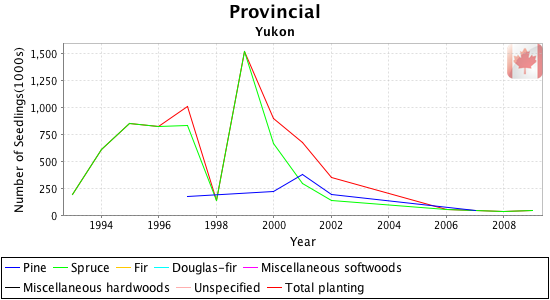 Provincial
Yukon
Number of Seedlings(1000s)
1,500
1,250
1,000
750
500
250
0
1994 1996 1998 2000 2002 2004 2006 2008
Year
Pine Spruce Fir Douglas-fir Miscellaneous softwoods
Miscellaneous hardwoods Unspecified Total planting